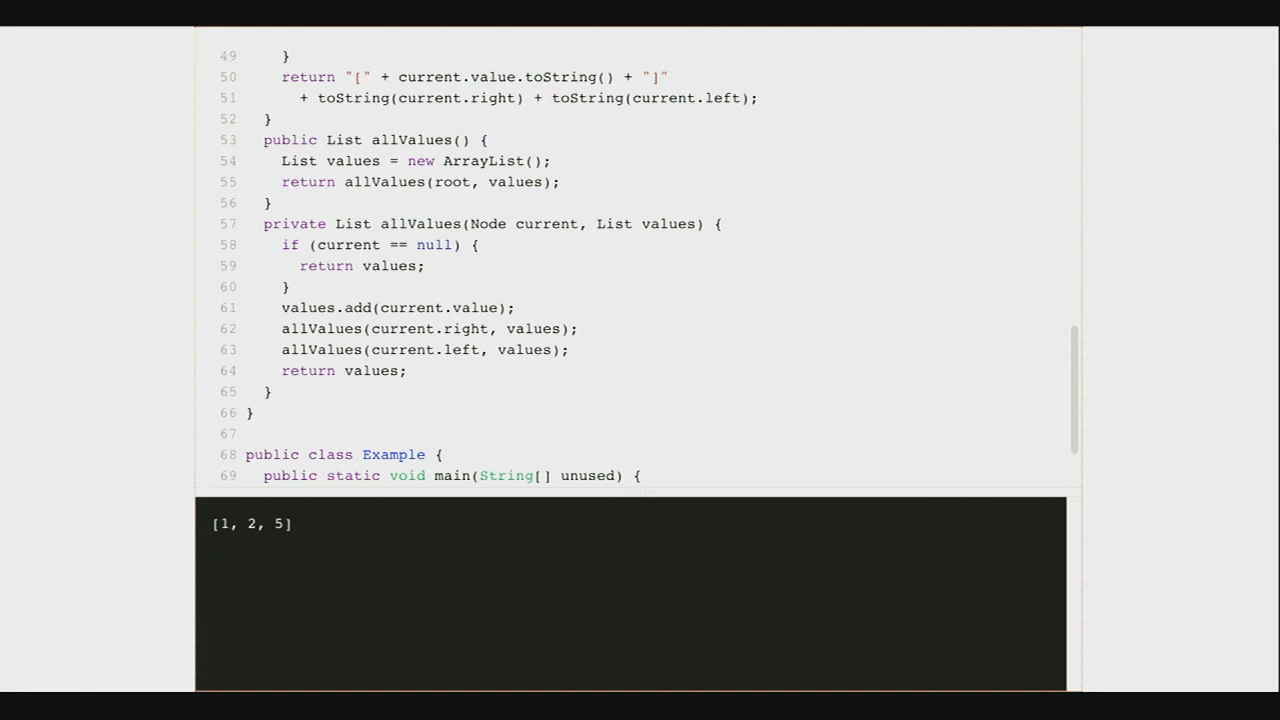 49 }
50 return "[" + current.value.toString() + "]"
51 + toString(current.right) + toString(current.left);
52 }
53 public List allValues() {
54 List values = new ArrayList();
55 return allValues(root, values);
56 }
57 private List allValues(Node current, List values) {
58 if (current == null) {
59 return values;
60 }
61 values.add(current.value);
62 allValues(current.right, values);
63 allValues(current.left, values);
64 return values;
65 }
66 }
67
68 public class Example {
69 public static void main(String[] unused) {
[1, 2, 5]